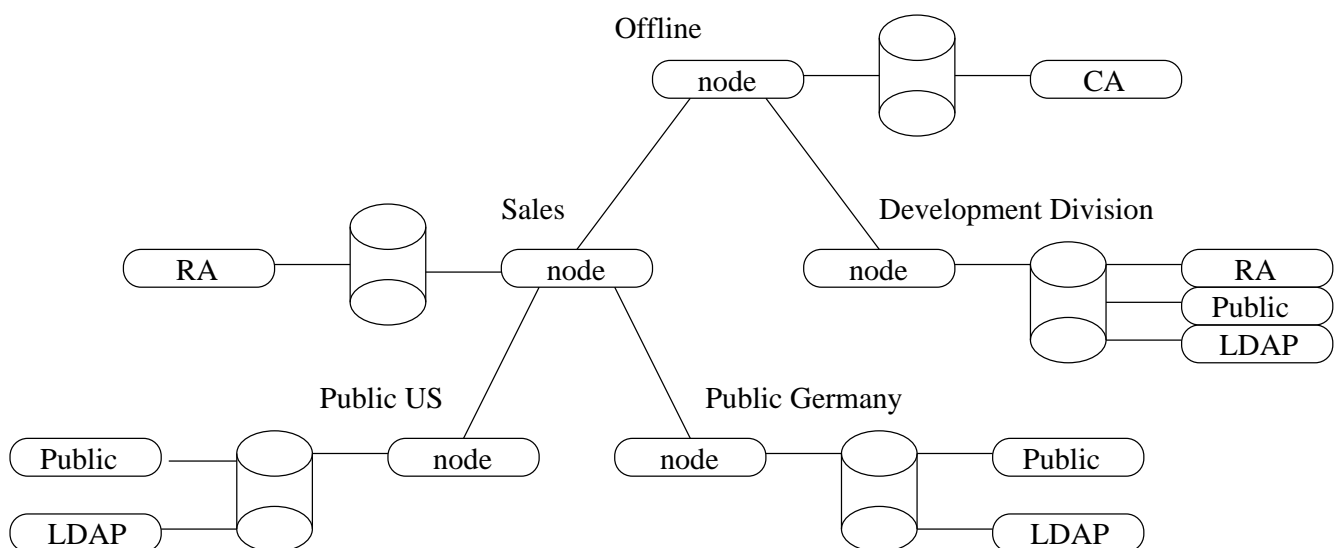 Offline
node
CA
Sales
Development Division
RA
node
node
RA
Public
LDAP
Public US
Public Germany
Public
node
node
Public
LDAP
LDAP